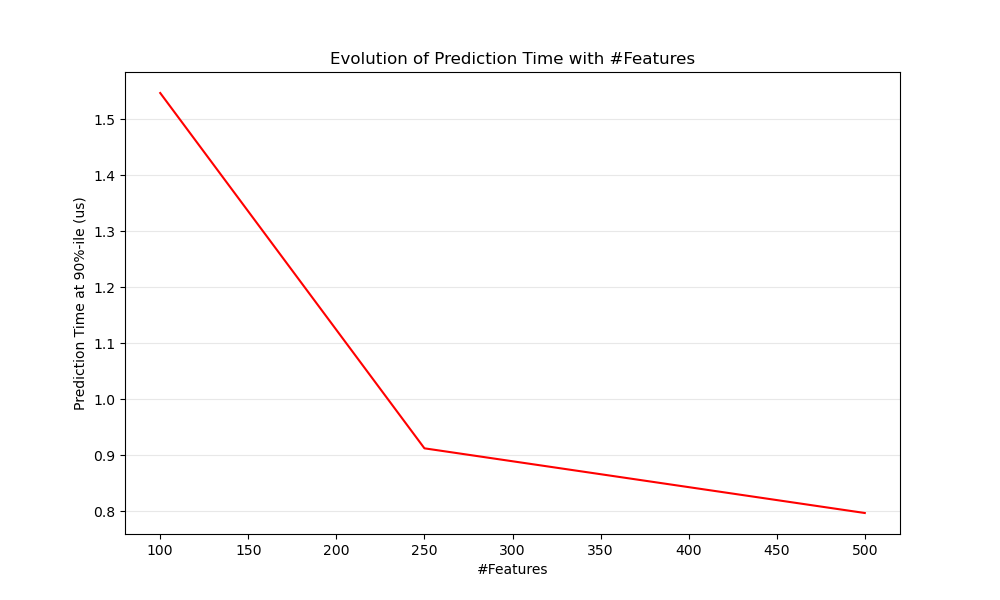 Evolution of Prediction Time with #Features
Prediction Time at 90%-ile (us)
1.5
1.4
1.3
1.2
1.1
1.0
0.9
0.8
100 150 200 250 300 350 400 450 500
#Features